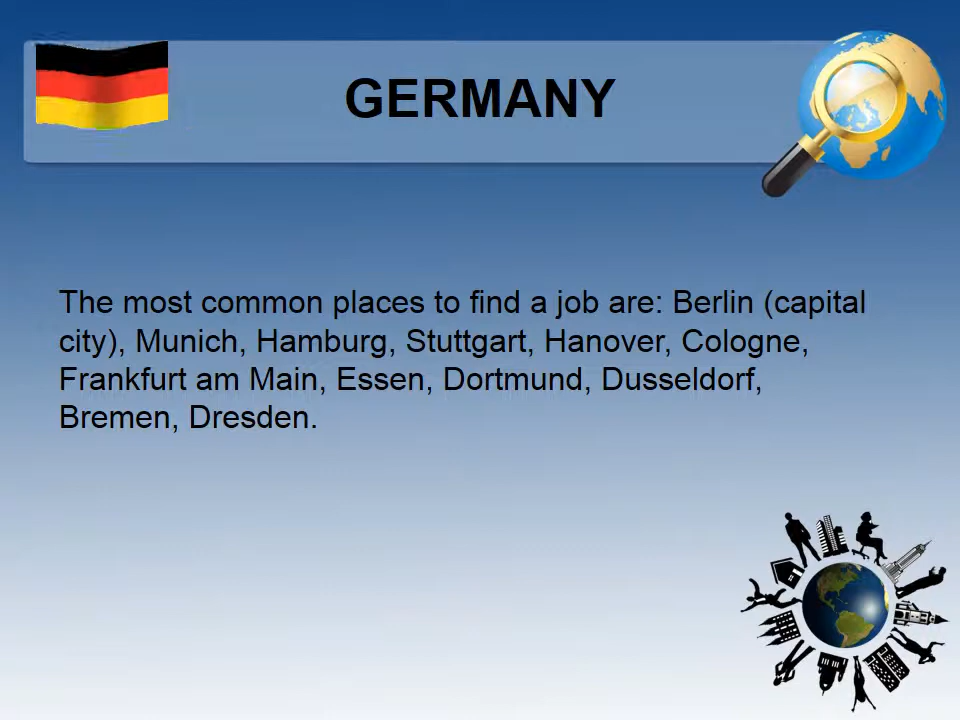 GERMANY
The most common places to find a job are: Berlin (capital
city), Munich, Hamburg, Stuttgart, Hanover, Cologne,
Frankfurt am Main, Essen, Dortmund, Dusseldorf,
Bremen, Dresden.